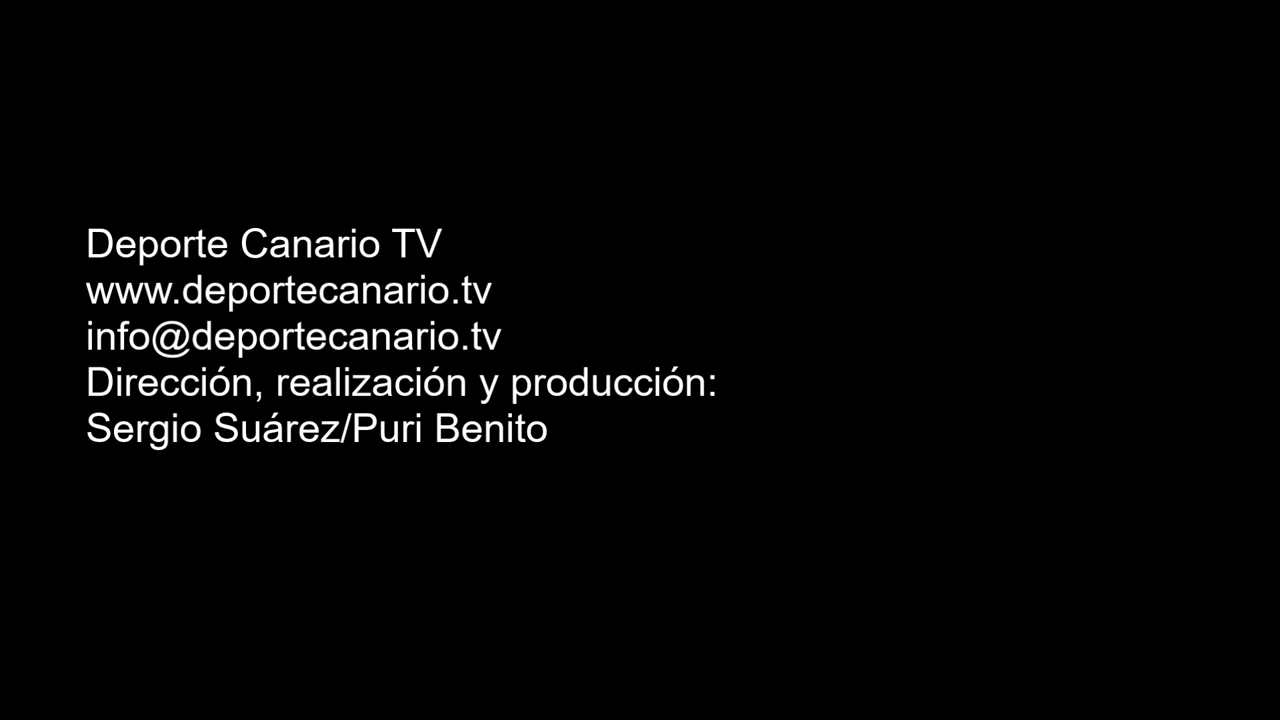 Deporte Canario TV
www.deportecanario.tv
info@deportecanario.tv
Dirección, realización y producción:
Sergio Suárez/Puri Benito